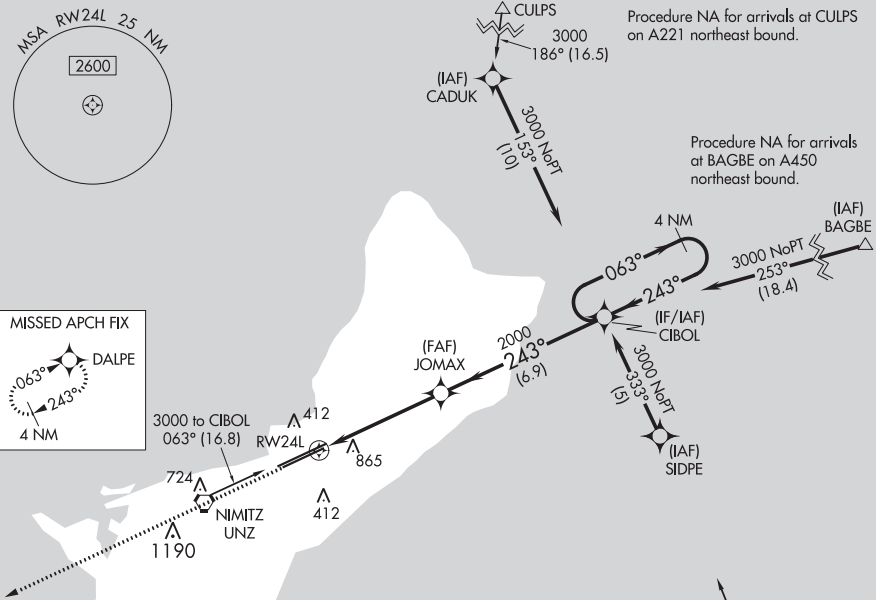 MSA RW24L 25 NM
2600
CULPS
3000
186° (16.5)
Procedure NA for arrivals at CULPS
on A221 northeast bound.
(IAF)
CADUK
3000 NoPT
153°
(10)
Procedure NA for arrivals
at BAGBE on A450
northeast bound.
(IAF)
BAGBE
3000 NoPT
253°
(18.4)
4 NM
063°
243°
(IF/IAF)
CIBOL
2000
243°
(6.9)
(FAF)
JOMAX
3000 NoPT
333°
(5)
(IAF)
SIDPE
MISSED APCH FIX
DALPE
063°
243°
4 NM
3000 to CIBOL
063° (16.8)
412
RW24L
865
724
412
NIMITZ
UNZ
1190